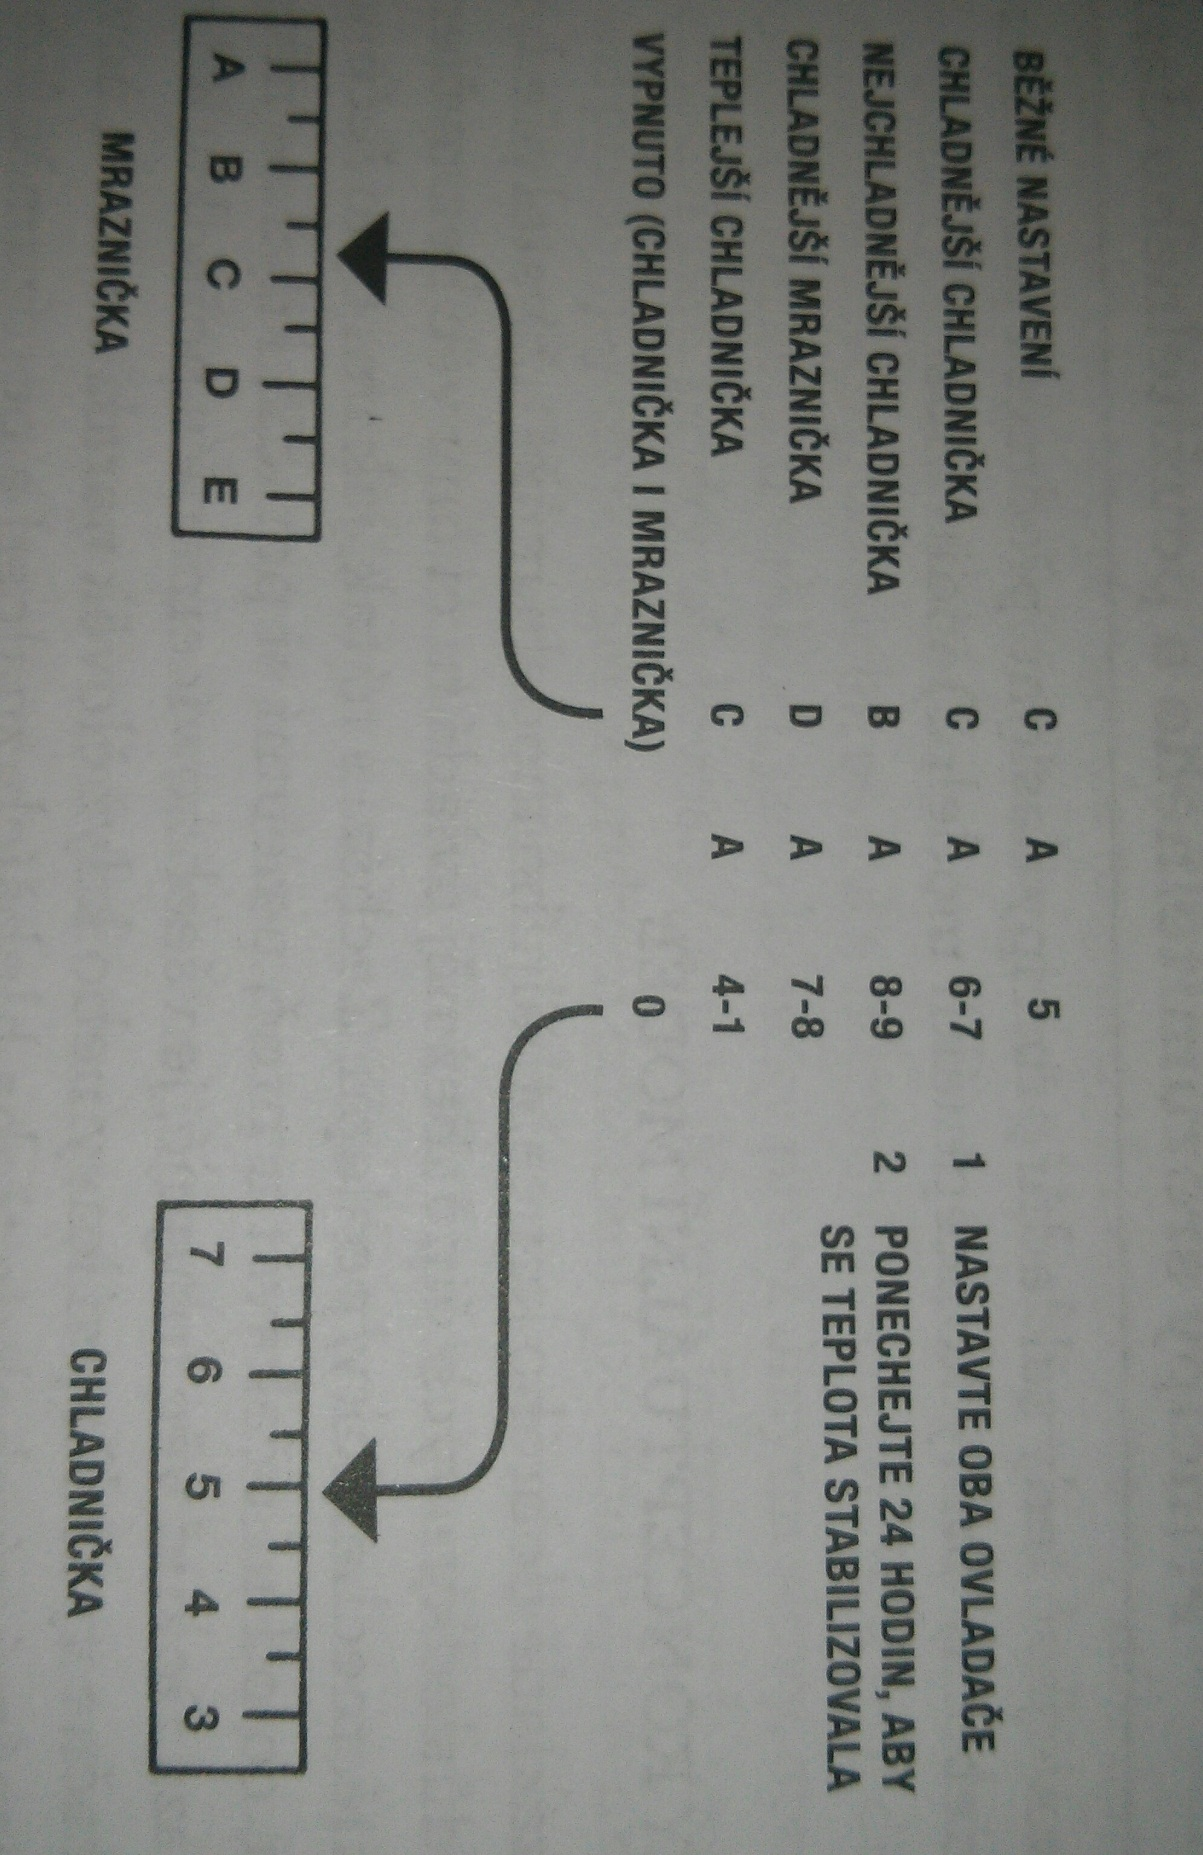 BĚŽNÉ NASTAVENÍ C A 5
CHLADNĚJŠÍ CHLADNIČKA C A 6-7
NEJCHLADNĚJŠÍ CHLADNIČKA B A 8-9
CHLADNĚJŠÍ MRAZNIČKA D A 7-8
TEPLEJŠÍ CHLADNIČKA C A 4-1
VYPNUTO (CHLADNIČKA I MRAZNIČKA) 0
1 NASTAVTE OBA OVLADAČE
2 PONECHEJTE 24 HODIN, ABY
SE TEPLOTA STABILIZOVALA
A B C D E
MRAZNIČKA
7 6 5 4 3
CHLADNIČKA